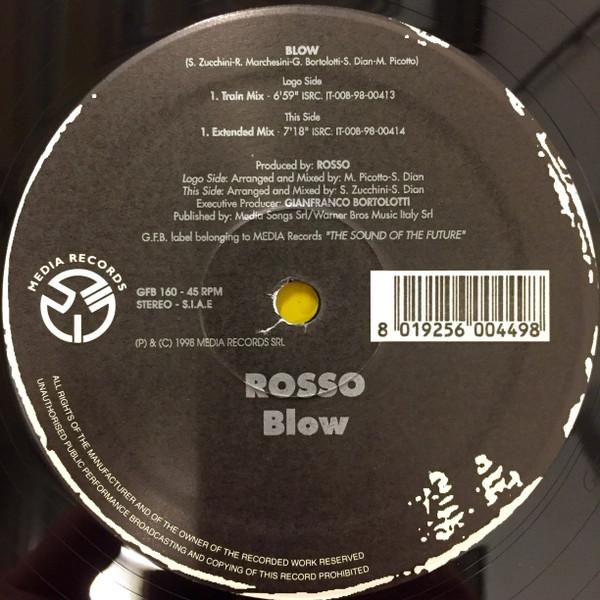 BLOW
(S. Zucchini-R. Marchesini-G. Bortolotti-S. Dian-M. Picotto)
Logo Side
1. Train Mix - 6'59" ISRC: IT-008-98-00413
This Side
1. Extended Mix - 7'18" ISRC: IT-008-98-00414
Produced by: ROSSO
Logo Side: Arranged and Mixed by: M. Picotto-S. Dian
This Side: Arranged and Mixed by: S. Zucchini-S. Dian
Executive Producer: GIANFRANCO BORTOLOTTI
Published by: Media Songs Srl/Warner Bros Music Italy Srl
G.F.B. label belonging to MEDIA Records "THE SOUND OF THE FUTURE"
MEDIA RECORDS
GFB 160 - 45 RPM
STEREO - S.I.A.E
8 019256 004498
(P) & (C) 1998 MEDIA RECORDS SRL
ROSSO
Blow
ALL RIGHTS OF THE MANUFACTURER AND OF THE OWNER OF THE RECORDED WORK RESERVED
UNAUTHORISED PUBLIC PERFORMANCE BROADCASTING AND COPYING OF THIS RECORD PROHIBITED